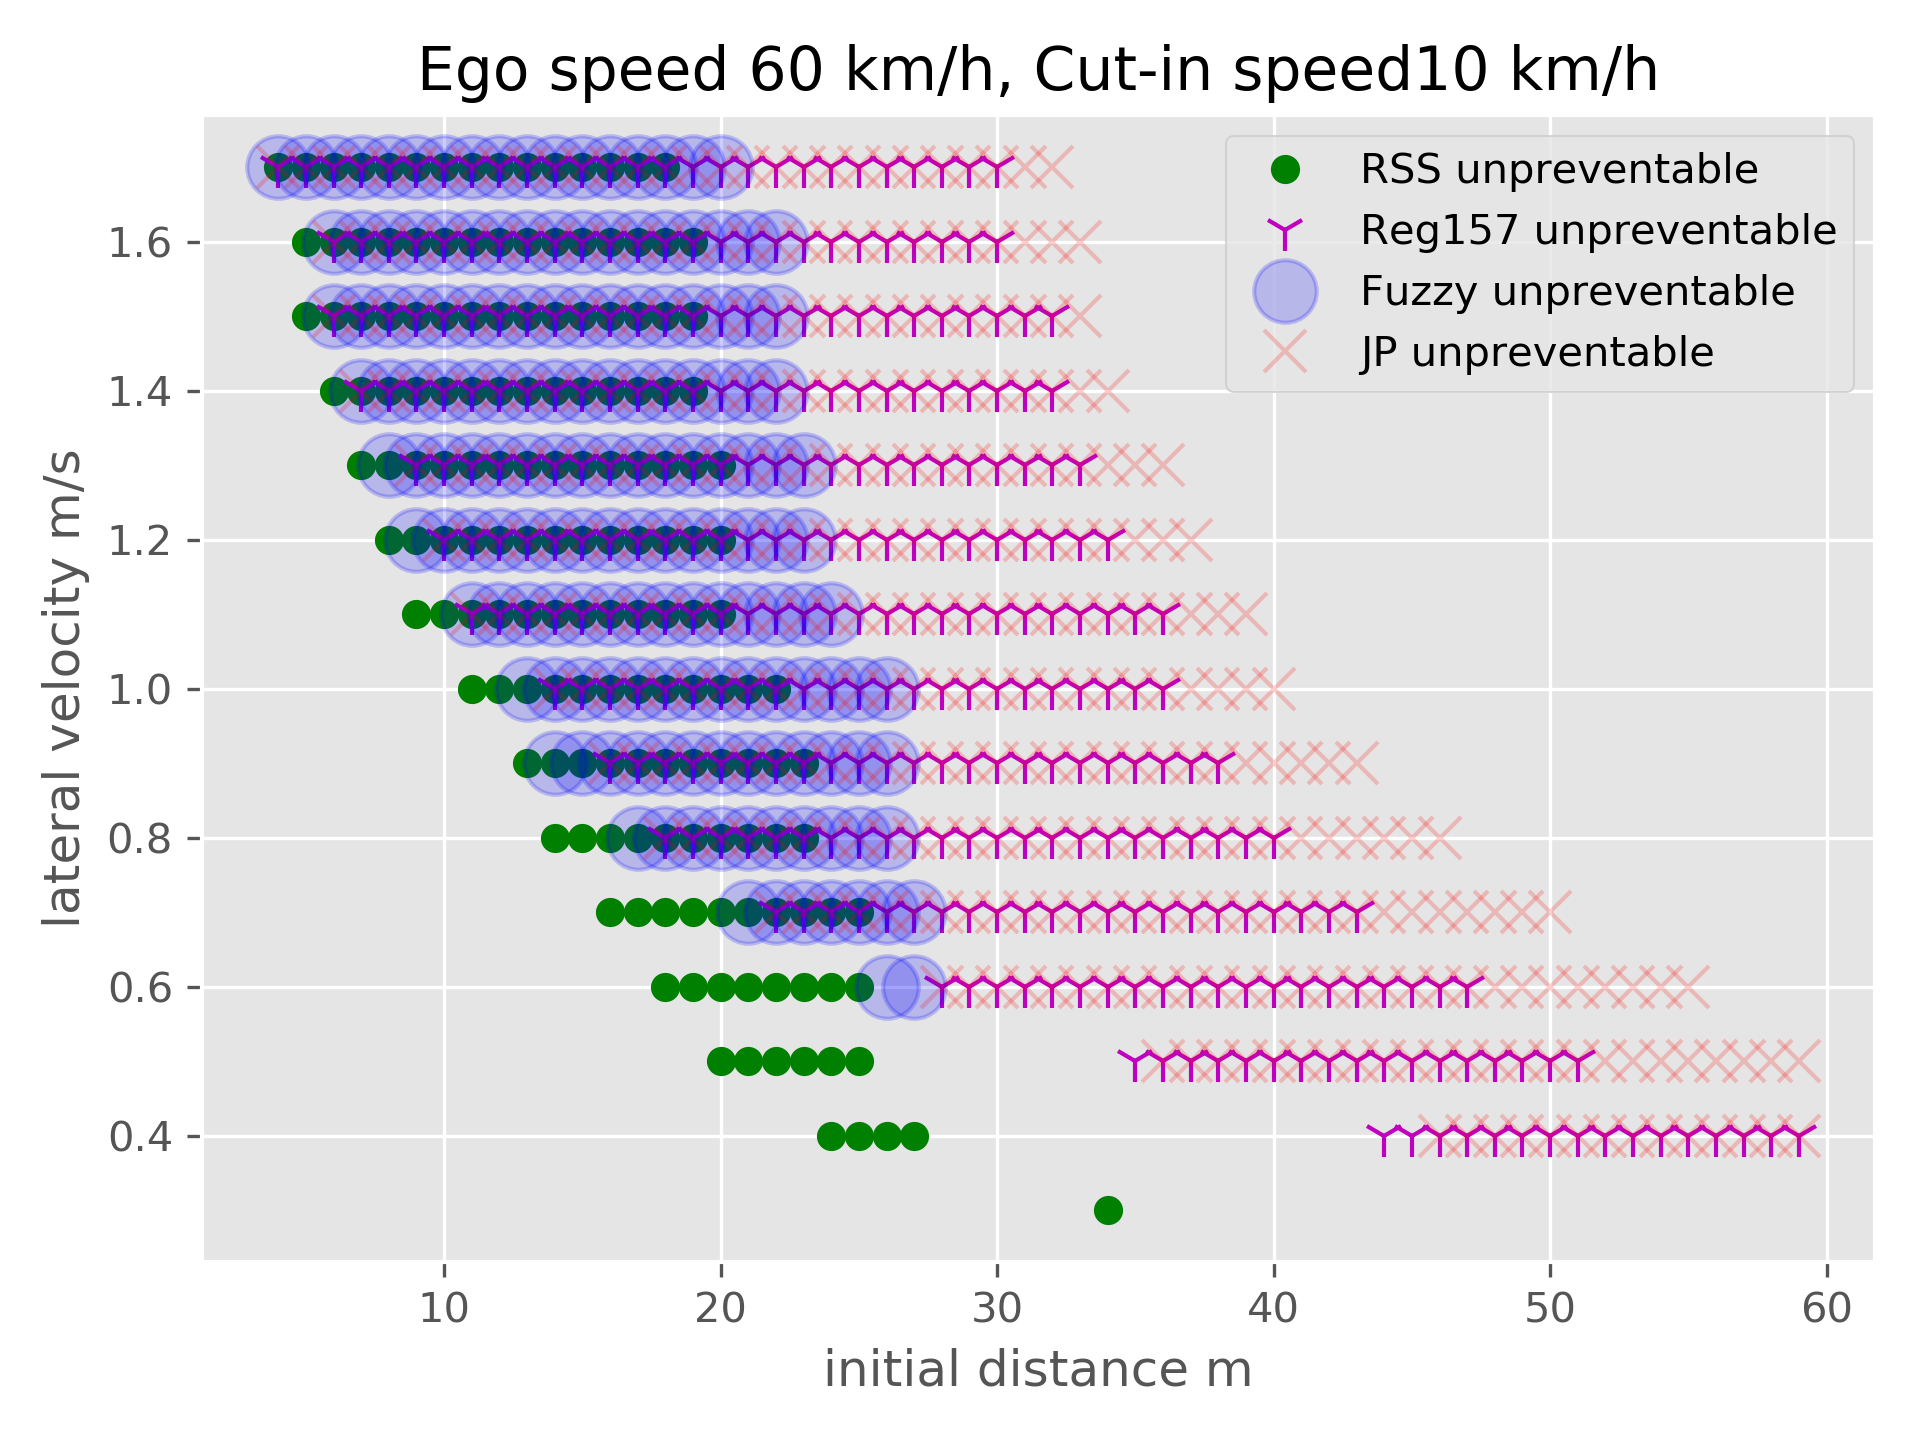 Ego speed 60 km/h, Cut-in speed10 km/h
RSS unpreventable
Reg157 unpreventable
Fuzzy unpreventable
JP unpreventable
lateral velocity m/s
1.6
1.4
1.2
1.0
0.8
0.6
0.4
10 20 30 40 50 60
initial distance m